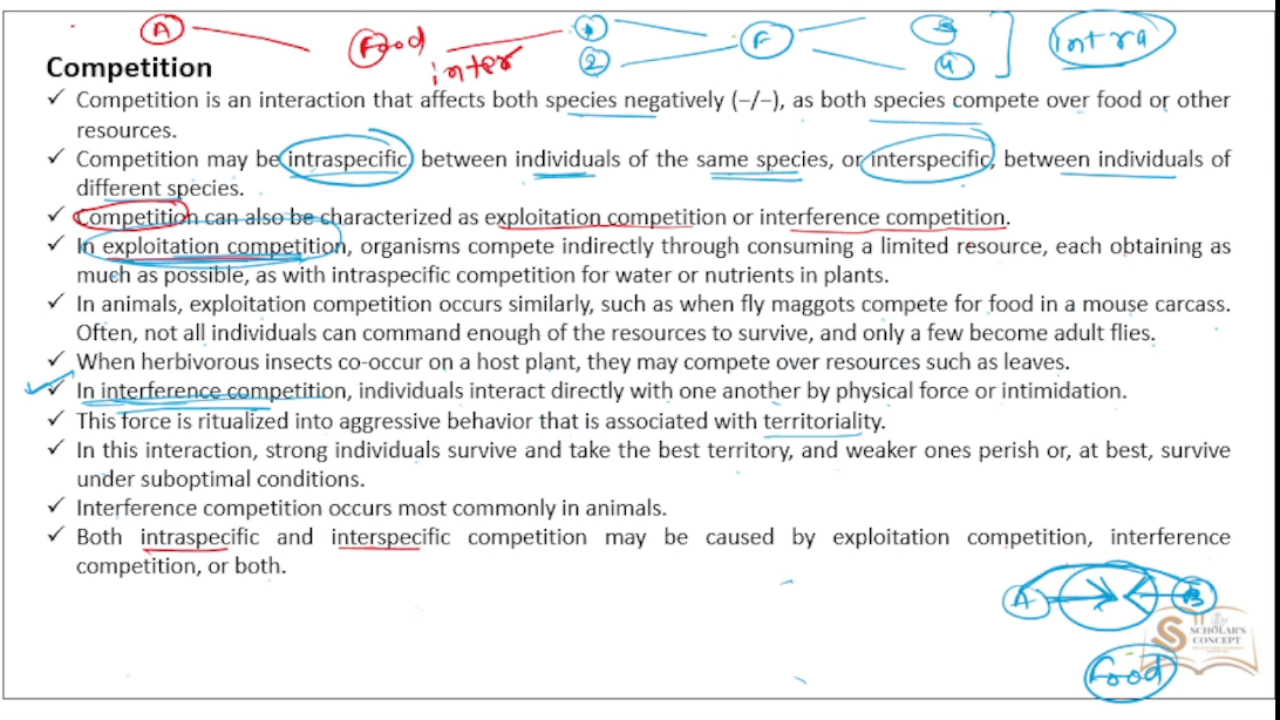 A Food 1 F 3 intra
inter 2 4
Competition
✓ Competition is an interaction that affects both species negatively (–/–), as both species compete over food or other
resources.
✓ Competition may be intraspecific, between individuals of the same species, or interspecific, between individuals of
different species.
✓ Competition can also be characterized as exploitation competition or interference competition.
✓ In exploitation competition, organisms compete indirectly through consuming a limited resource, each obtaining as
much as possible, as with intraspecific competition for water or nutrients in plants.
✓ In animals, exploitation competition occurs similarly, such as when fly maggots compete for food in a mouse carcass.
Often, not all individuals can command enough of the resources to survive, and only a few become adult flies.
✓ When herbivorous insects co-occur on a host plant, they may compete over resources such as leaves.
✓ In interference competition, individuals interact directly with one another by physical force or intimidation.
✓ This force is ritualized into aggressive behavior that is associated with territoriality.
✓ In this interaction, strong individuals survive and take the best territory, and weaker ones perish or, at best, survive
under suboptimal conditions.
✓ Interference competition occurs most commonly in animals.
✓ Both intraspecific and interspecific competition may be caused by exploitation competition, interference
competition, or both.
A B
SCHOLAR'S
CONCEPT
Food